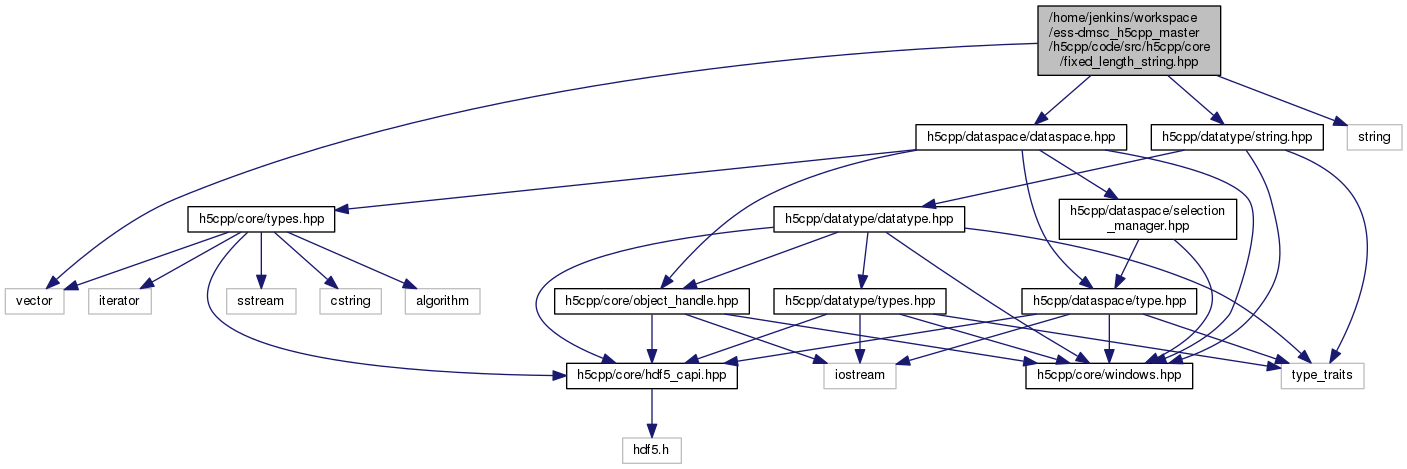 /home/jenkins/workspace
/ess-dmsc_h5cpp_master
/h5cpp/code/src/h5cpp/core
/fixed_length_string.hpp
h5cpp/dataspace/dataspace.hpp
h5cpp/datatype/string.hpp
string
h5cpp/core/types.hpp
h5cpp/datatype/datatype.hpp
h5cpp/dataspace/selection
_manager.hpp
vector
iterator
sstream
cstring
algorithm
h5cpp/core/object_handle.hpp
h5cpp/datatype/types.hpp
h5cpp/dataspace/type.hpp
h5cpp/core/hdf5_capi.hpp
iostream
h5cpp/core/windows.hpp
type_traits
hdf5.h